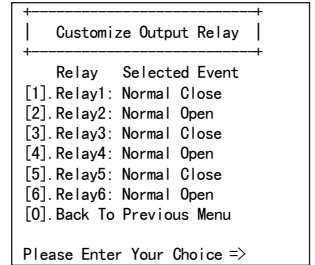 +--------------------------+
|   Customize Output Relay  |
+--------------------------+
    Relay   Selected Event
[1].Relay1: Normal Close
[2].Relay2: Normal Open
[3].Relay3: Normal Close
[4].Relay4: Normal Open
[5].Relay5: Normal Close
[6].Relay6: Normal Open
[0].Back To Previous Menu
Please Enter Your Choice =>